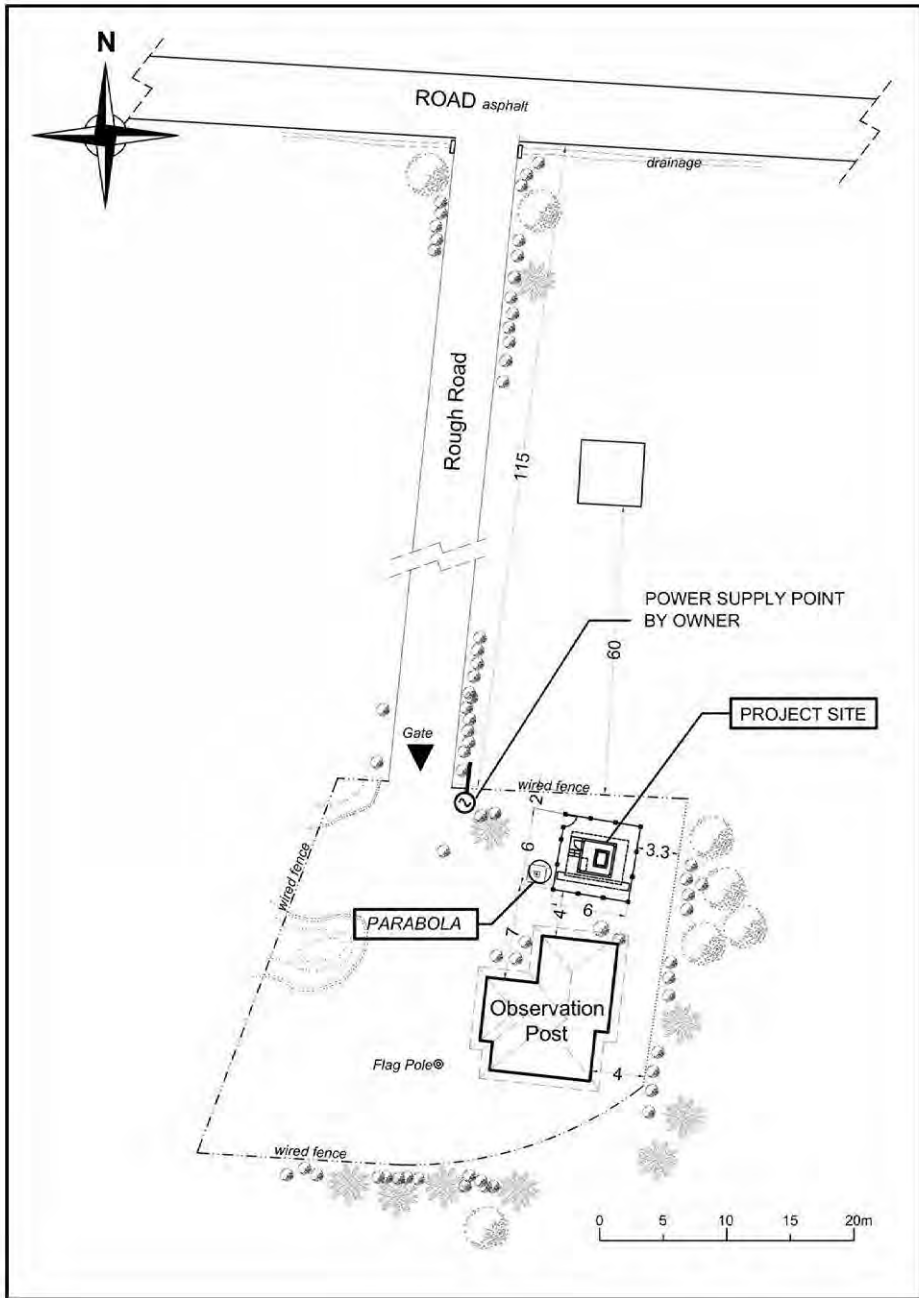 N
ROAD asphalt
drainage
Rough Road
115
POWER SUPPLY POINT
BY OWNER
60
PROJECT SITE
Gate
wired fence
2
6
3.3
wired fence
PARABOLA
4
6
7
Observation
Post
Flag Pole
4
wired fence
0 5 10 15 20m